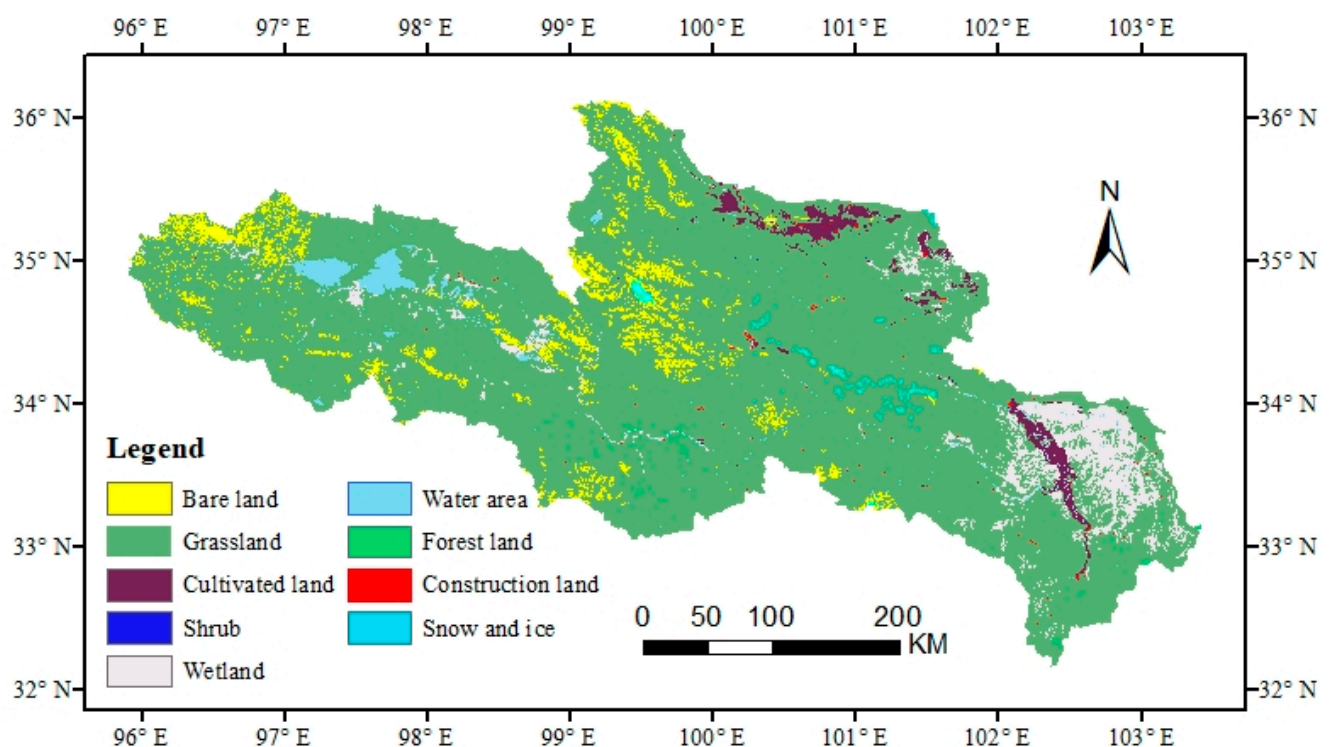 96° E 97° E 98° E 99° E 100° E 101° E 102° E 103° E
36° N 36° N
N
35° N 35° N
34° N 34° N
Legend
Bare land Water area
Grassland Forest land
33° N 33° N
Cultivated land Construction land
Shrub Snow and ice
0 50 100 200
KM
Wetland
32° N 32° N
96° E 97° E 98° E 99° E 100° E 101° E 102° E 103° E